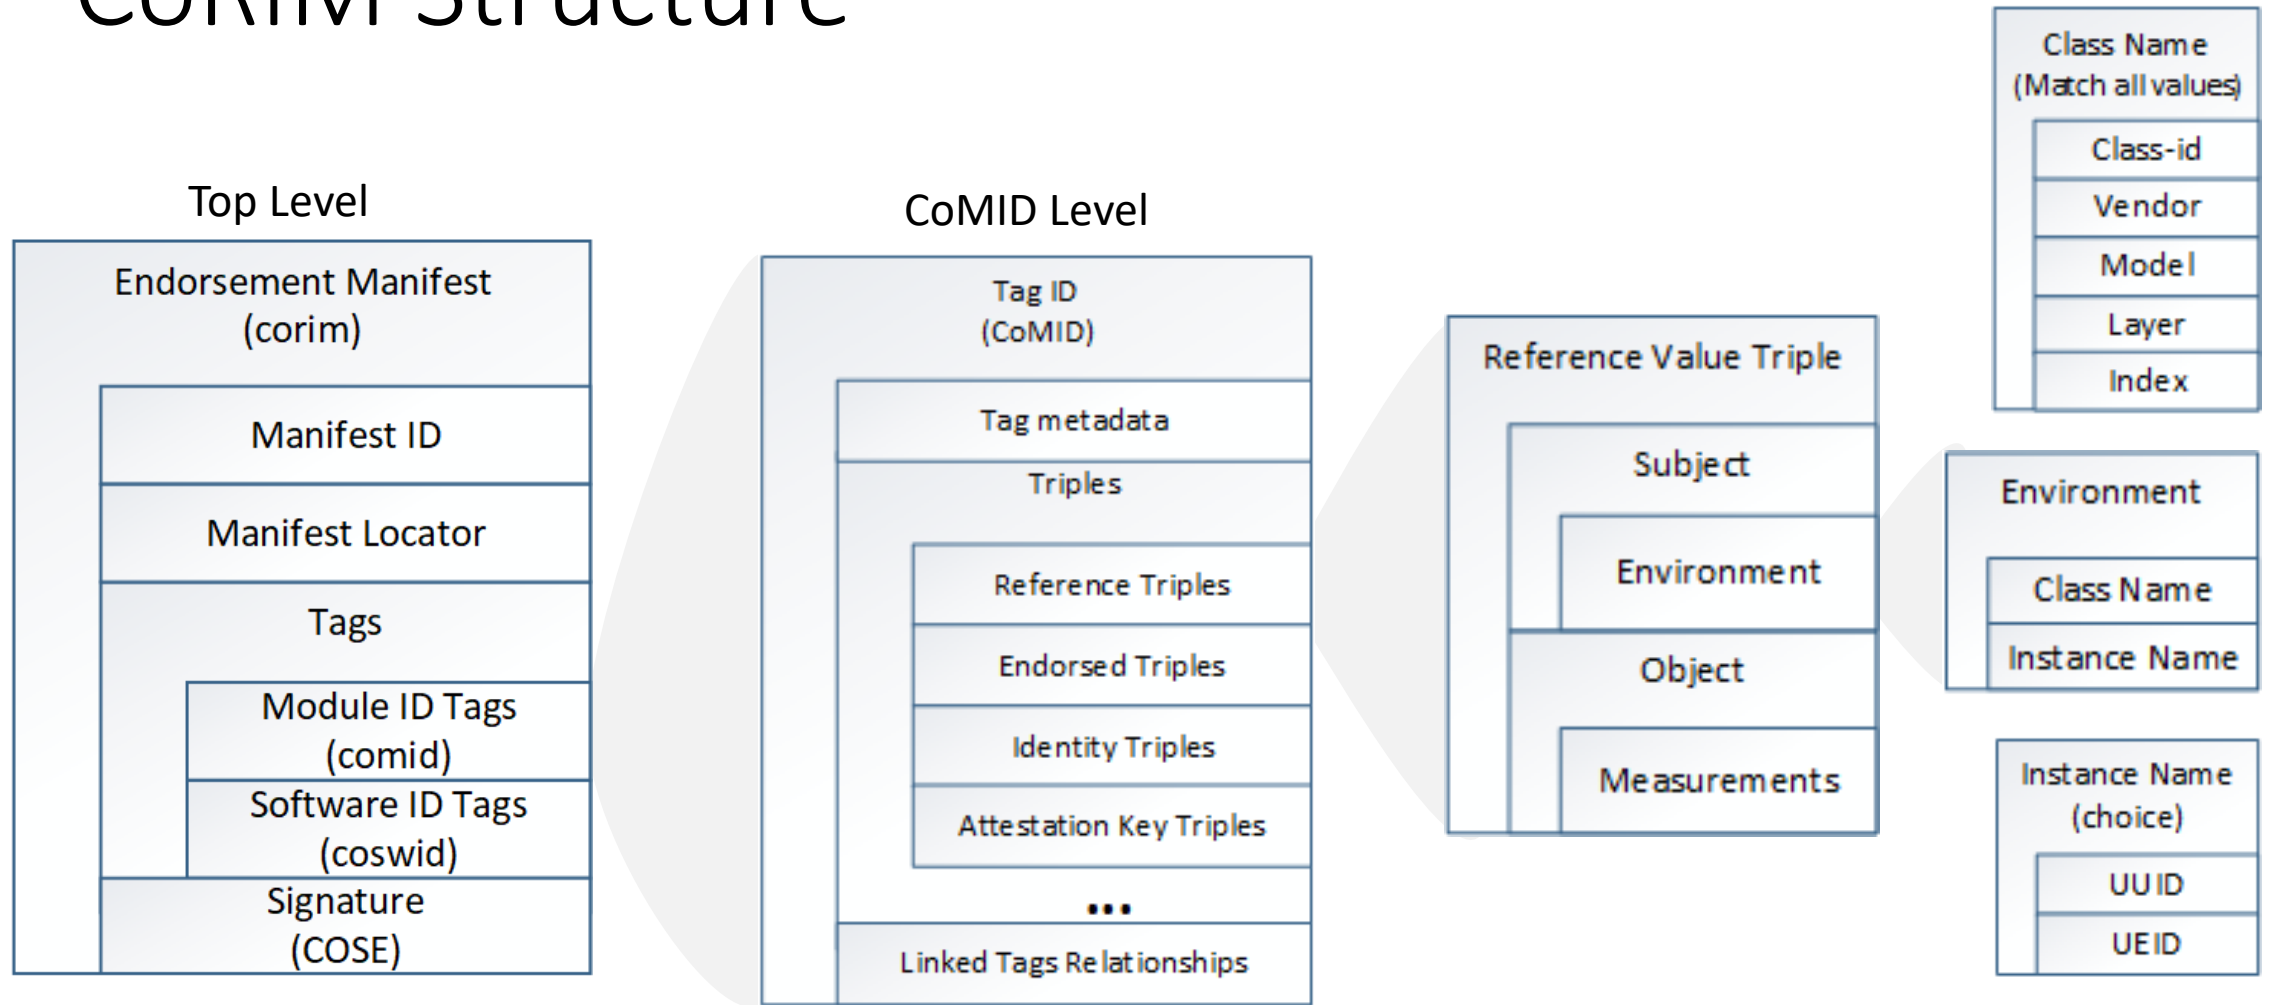 CoRIM Structure
Top Level
Endorsement Manifest
(corim)
Manifest ID
Manifest Locator
Tags
Module ID Tags
(comid)
Software ID Tags
(coswid)
Signature
(COSE)
CoMID Level
Tag ID
(CoMID)
Tag metadata
Triples
Reference Triples
Endorsed Triples
Identity Triples
Attestation Key Triples
...
Linked Tags Relationships
Reference Value Triple
Subject
Environment
Object
Measurements
Class Name
(Match all values)
Class-id
Vendor
Model
Layer
Index
Environment
Class Name
Instance Name
Instance Name
(choice)
UUID
UEID